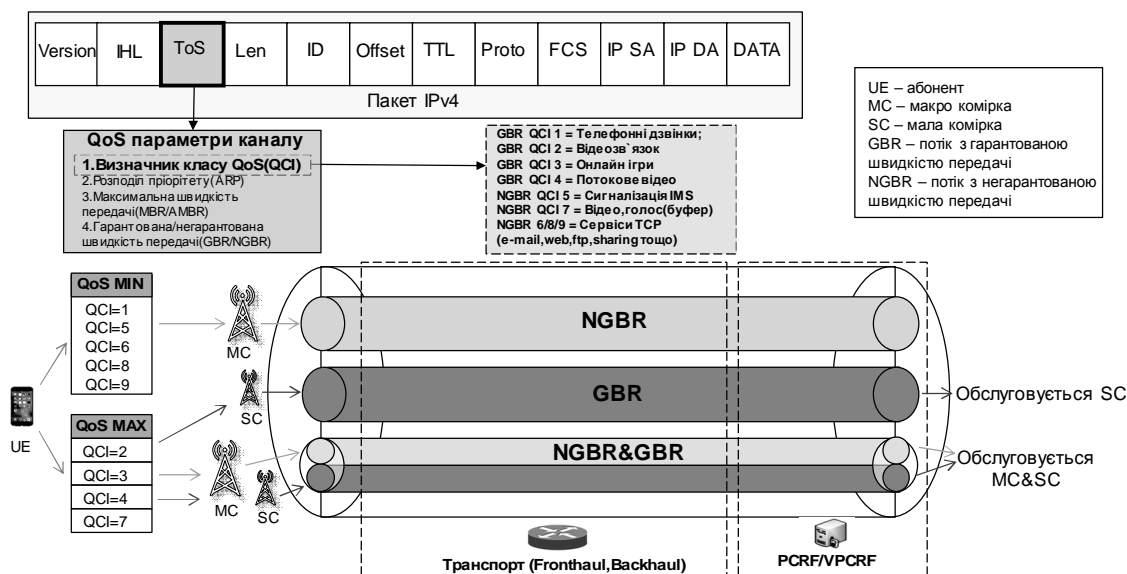 Version IHL ToS Len ID Offset TTL Proto FCS IP SA IP DA DATA
Пакет IPv4
QoS параметри каналу
1.Визначник класу QoS(QCI)
2.Розподіл пріорітету(ARP)
3.Максимальна швидкість
передачі(MBR/AMBR)
4.Гарантована/негарантована
швидкість передачі(GBR/NGBR)
GBR QCI 1 = Телефонні дзвінки;
GBR QCI 2 = Відеозв`язок
GBR QCI 3 = Онлайн ігри
GBR QCI 4 = Потокове відео
NGBR QCI 5 = Сигналізація IMS
NGBR QCI 7 = Відео,голос(буфер)
NGBR 6/8/9 = Сервіси TCP
(e-mail,web,ftp,sharing тощо)
UE – абонент
MC – макро комірка
SC – мала комірка
GBR – потік з гарантованою
швидкістю передачі
NGBR – потік з негарантованою
швидкістю передачі
QoS MIN
QCI=1
QCI=5
QCI=6
QCI=8
QCI=9
UE
QoS MAX
QCI=2
QCI=3
QCI=4
QCI=7
MC
SC
MC
SC
NGBR
GBR
NGBR&GBR
Обслуговується SC
Обслуговується
MC&SC
Транспорт (Fronthaul,Backhaul)
PCRF/VPCRF